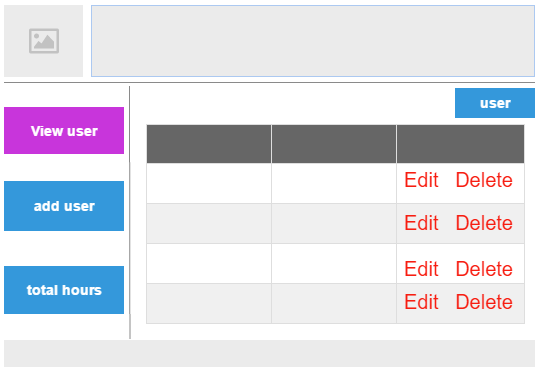 user
View user
add user
total hours
Edit Delete
Edit Delete
Edit Delete
Edit Delete